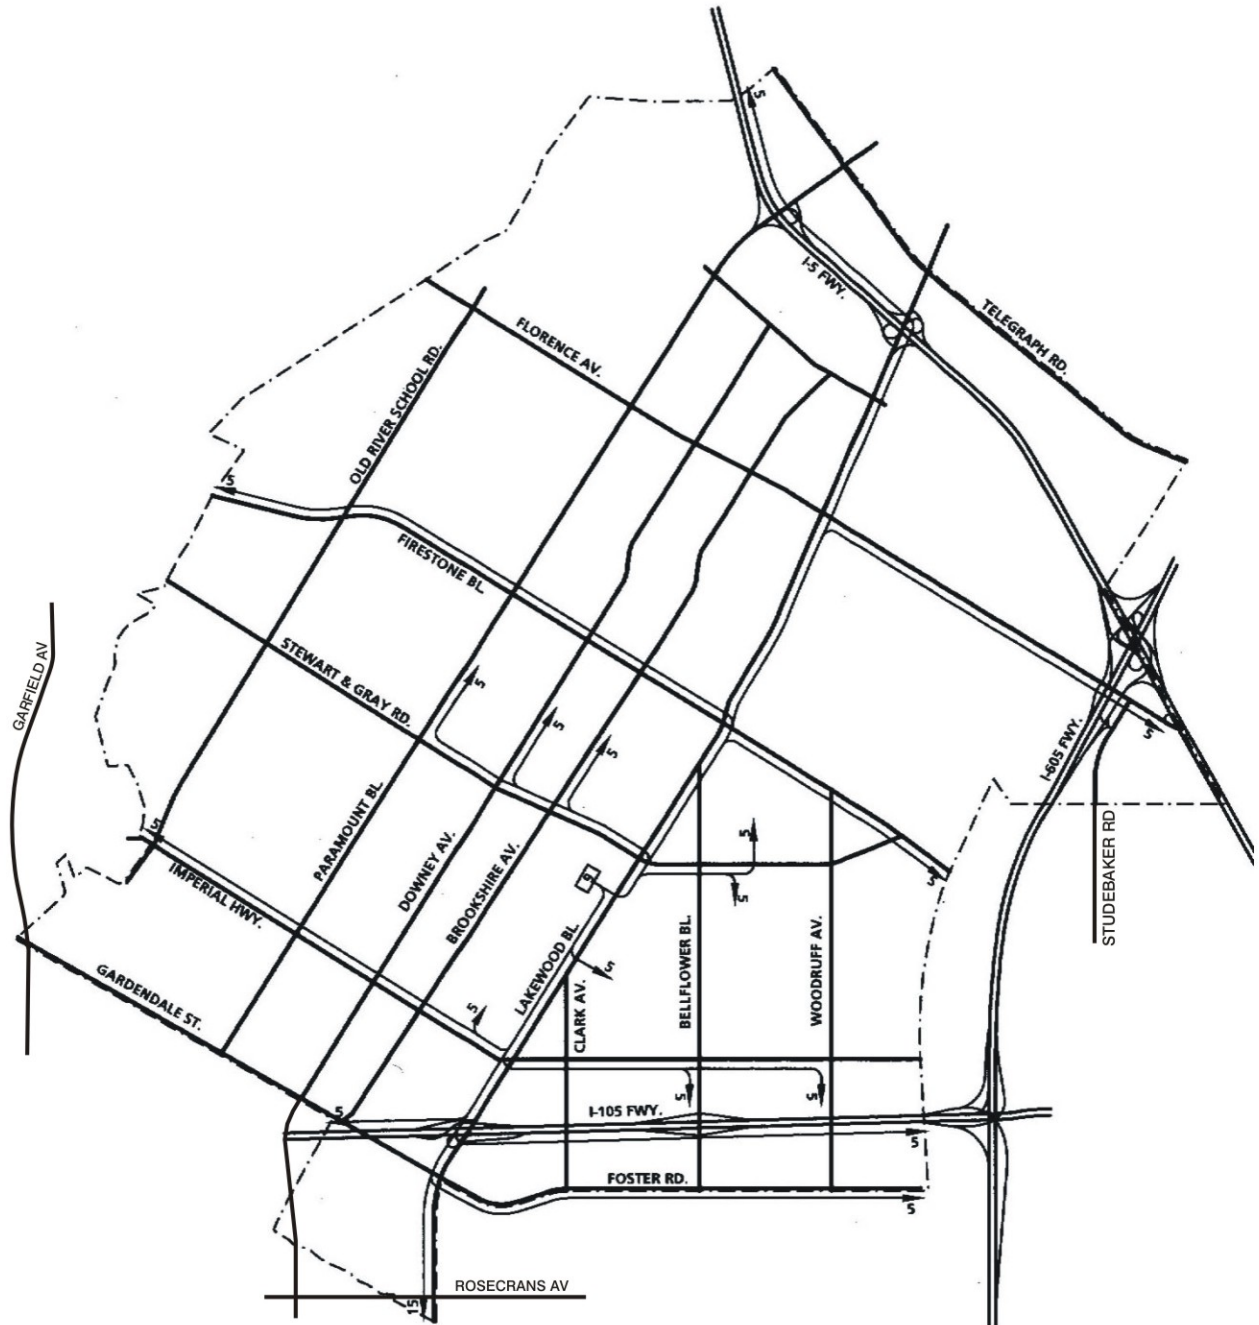 5
I-5 FWY.
TELEGRAPH RD.
FLORENCE AV.
OLD RIVER SCHOOL RD.
5
FIRESTONE BL.
GARFIELD AV
STEWART & GRAY RD.
5
5
5
5
I-605 FWY.
STUDEBAKER RD
PARAMOUNT BL.
DOWNEY AV.
BROOKSHIRE AV.
5
5
5
5
IMPERIAL HWY.
LAKEWOOD BL.
5
CLARK AV.
BELLFLOWER BL.
WOODRUFF AV.
GARDENDALE ST.
5
5
5
5
I-105 FWY.
5
FOSTER RD.
5
ROSECRANS AV
15